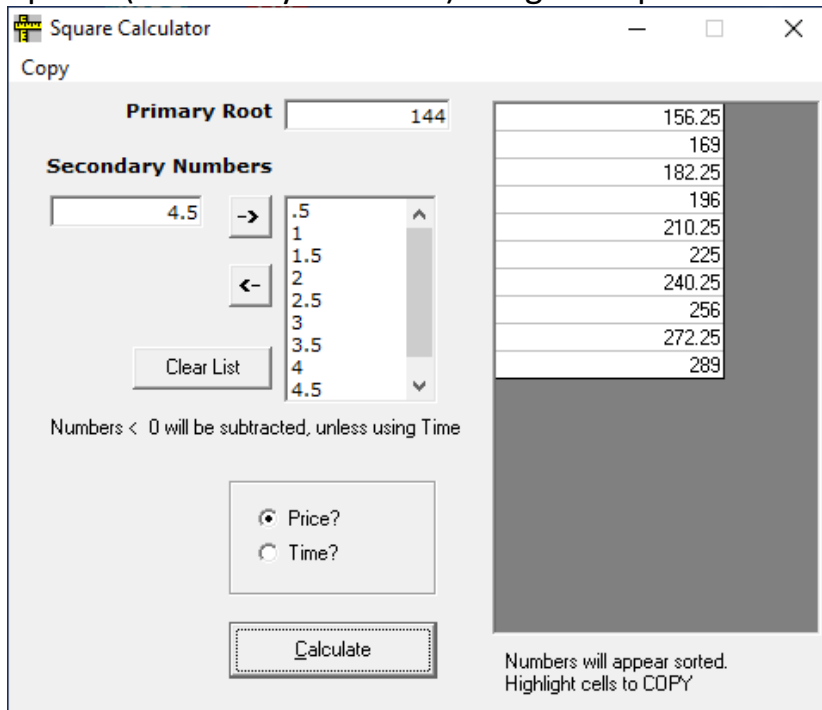 Square Calculator
Copy
Primary Root
144
Secondary Numbers
4.5
->
<-
Clear List
.5
1
1.5
2
2.5
3
3.5
4
4.5
Numbers < 0 will be subtracted, unless using Time
Price?
Time?
Calculate
156.25
169
182.25
196
210.25
225
240.25
256
272.25
289
Numbers will appear sorted.
Highlight cells to COPY